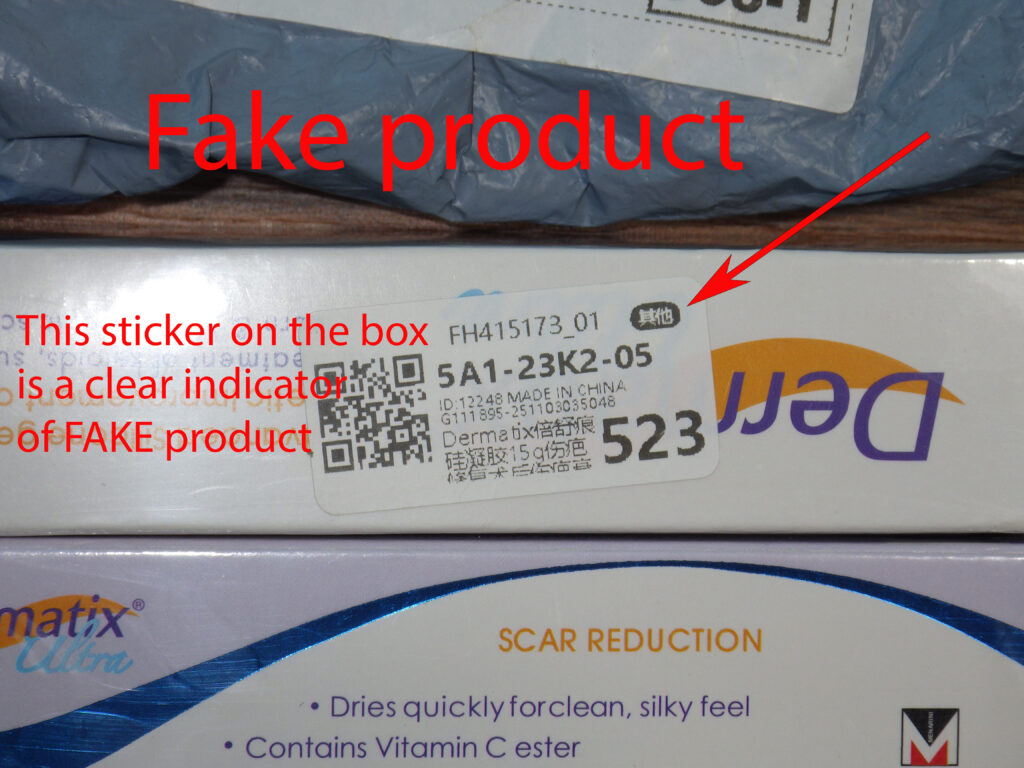 Fake product
This sticker on the box
is a clear indicator
of FAKE product
FH415173_01 其他
5A1-23K2-05
ID:12248 MADE IN CHINA
G111895-251103035048
Dermatix倍舒痕
硅凝胶15g伤疤
523
Derm
matix®
Ultra
SCAR REDUCTION
• Dries quickly forclean, silky feel
• Contains Vitamin C ester
MENARINI